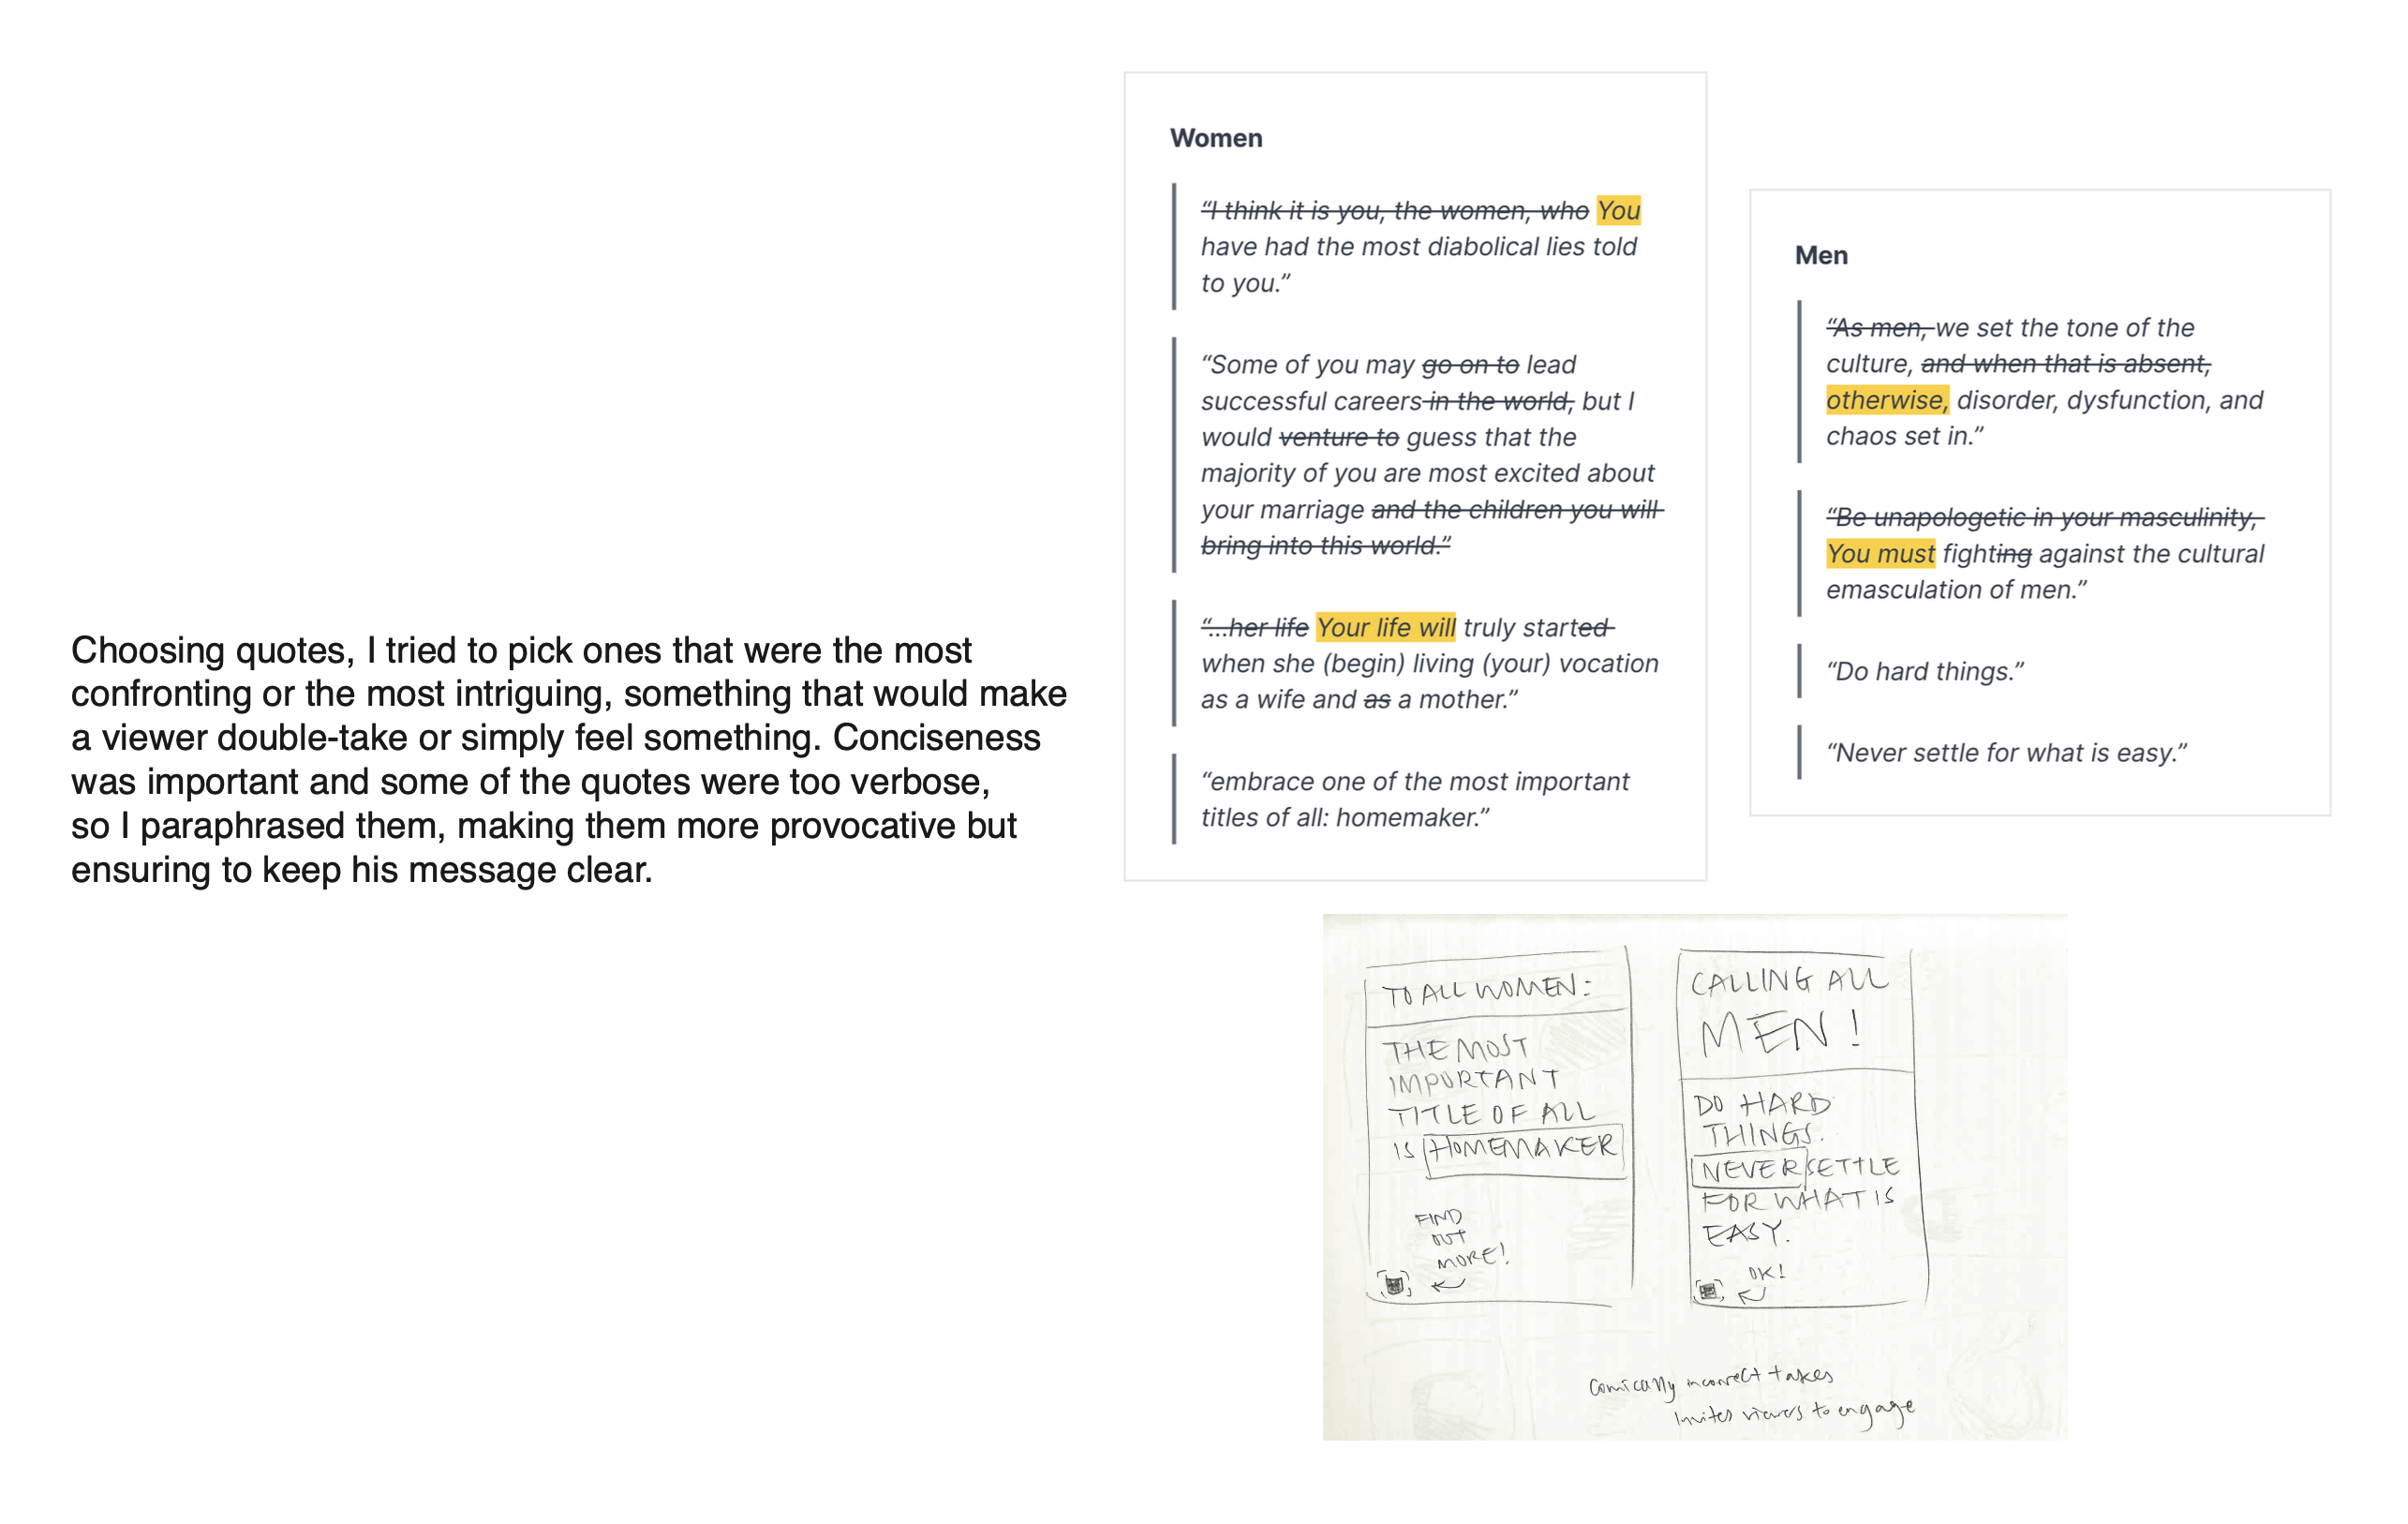 Choosing quotes, I tried to pick ones that were the most
confronting or the most intriguing, something that would make
a viewer double-take or simply feel something. Conciseness
was important and some of the quotes were too verbose,
so I paraphrased them, making them more provocative but
ensuring to keep his message clear.
Women
“I think it is you, the women, who You
have had the most diabolical lies told
to you.”
“Some of you may go on to lead
successful careers in the world, but I
would venture to guess that the
majority of you are most excited about
your marriage and the children you will
bring into this world.”
“...her life Your life will truly started
when she (begin) living (your) vocation
as a wife and as a mother.”
“embrace one of the most important
titles of all: homemaker.”
Men
“As men, we set the tone of the
culture, and when that is absent,
otherwise, disorder, dysfunction, and
chaos set in.”
“Be unapologetic in your masculinity,
You must fighting against the cultural
emasculation of men.”
“Do hard things.”
“Never settle for what is easy.”
TO ALL WOMEN:
THE MOST
IMPORTANT
TITLE OF ALL
IS HOMEMAKER
FIND
OUT
MORE!
CALLING ALL
MEN!
DO HARD
THINGS.
NEVER SETTLE
FOR WHAT IS
EASY.
OK!
Comically incorrect takes
Invites viewers to engage